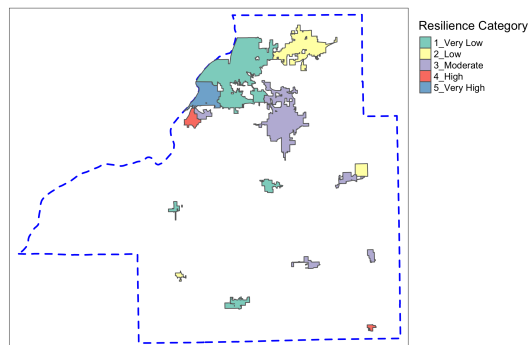 Resilience Category
1_Very Low
2_Low
3_Moderate
4_High
5_Very High